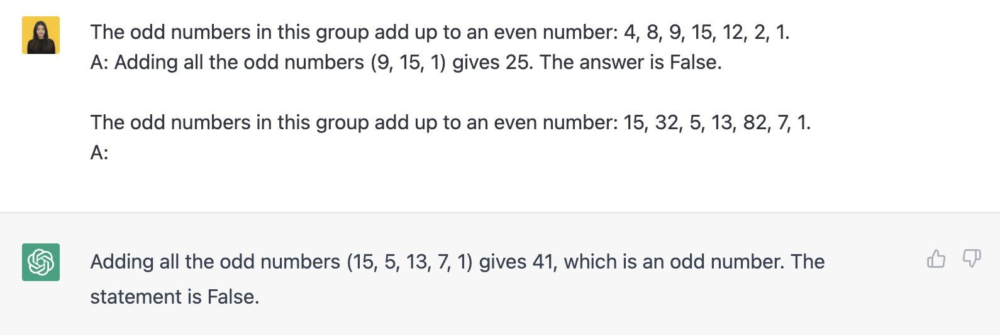 The odd numbers in this group add up to an even number: 4, 8, 9, 15, 12, 2, 1.
A: Adding all the odd numbers (9, 15, 1) gives 25. The answer is False.
The odd numbers in this group add up to an even number: 15, 32, 5, 13, 82, 7, 1.
A:
Adding all the odd numbers (15, 5, 13, 7, 1) gives 41, which is an odd number. The
statement is False.